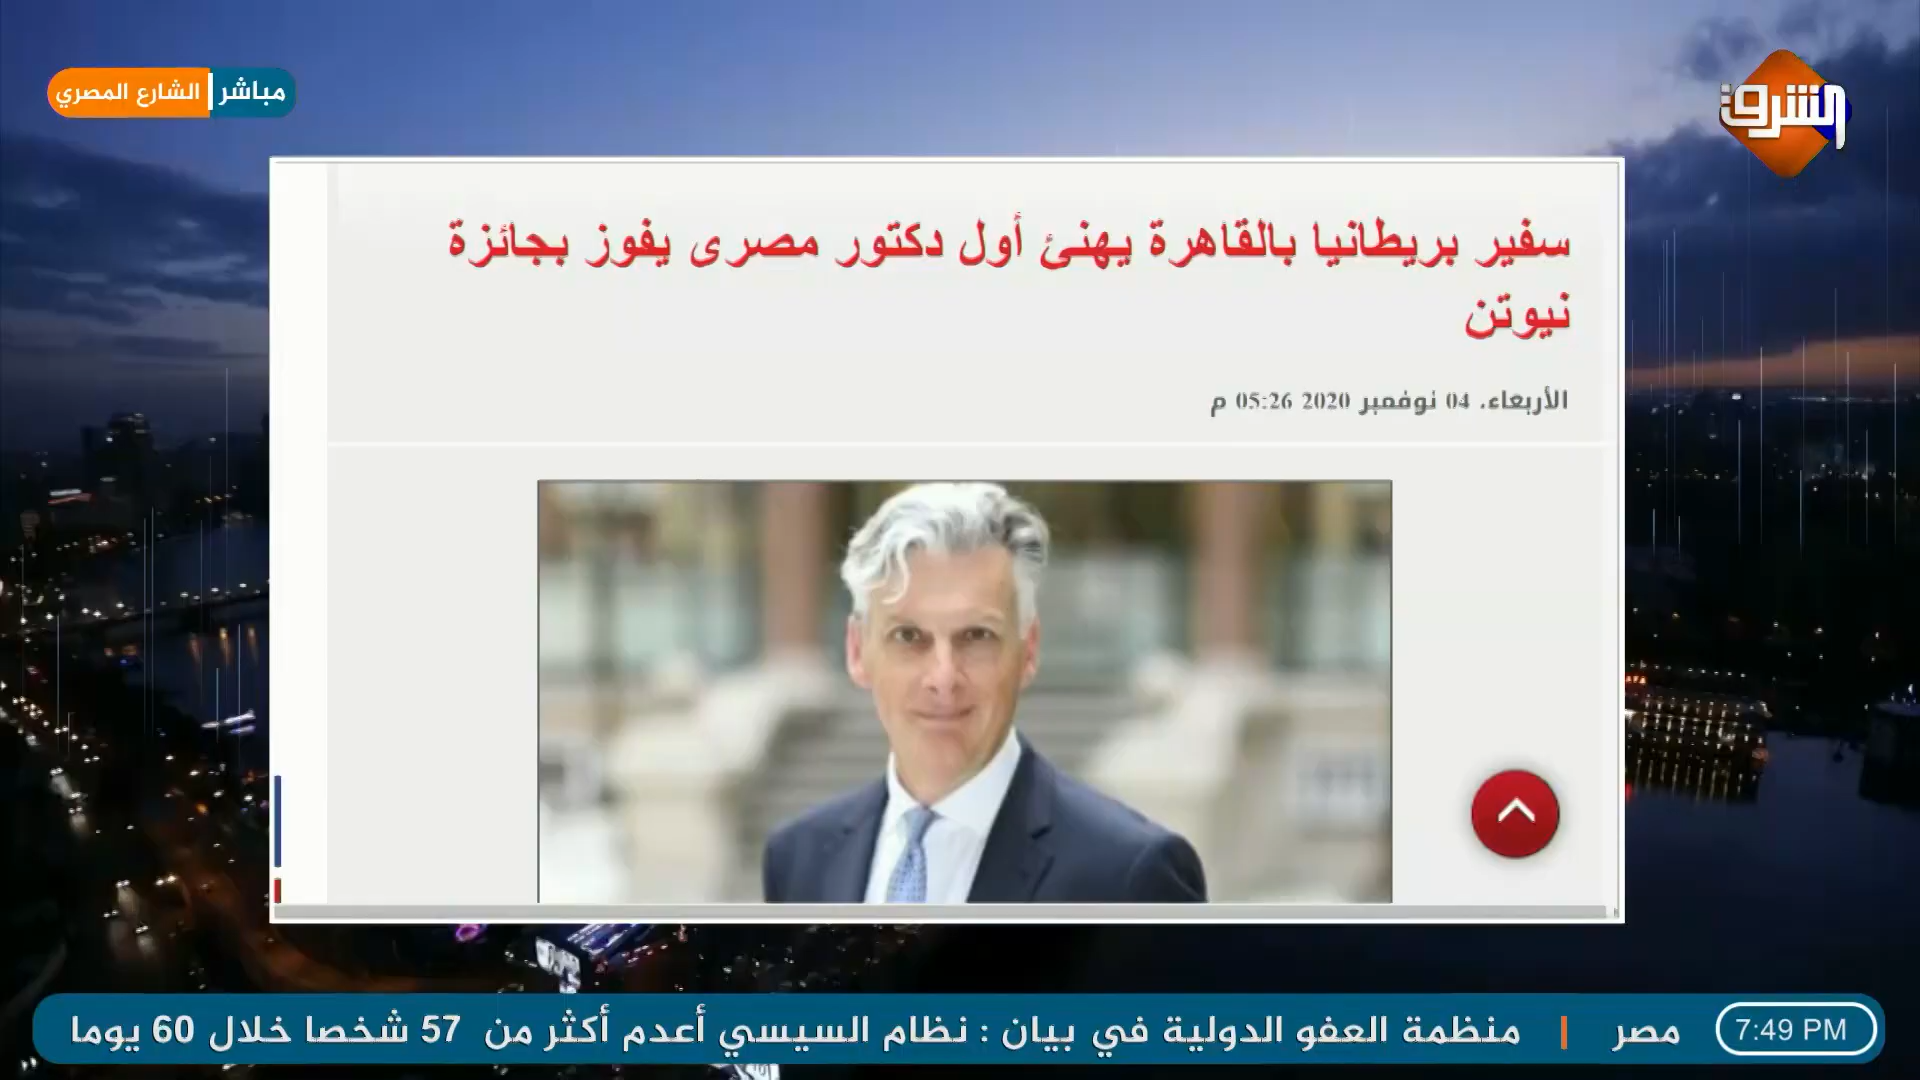 مباشر الشارع المصري
الشرق
سفير بريطانيا بالقاهرة يهنئ أول دكتور مصرى يفوز بجائزة
نيوتن
الأربعاء، 04 نوفمبر 2020 05:26 م
7:49 PM مصر | منظمة العفو الدولية في بيان : نظام السيسي أعدم أكثر من 57 شخصا خلال 60 يوما